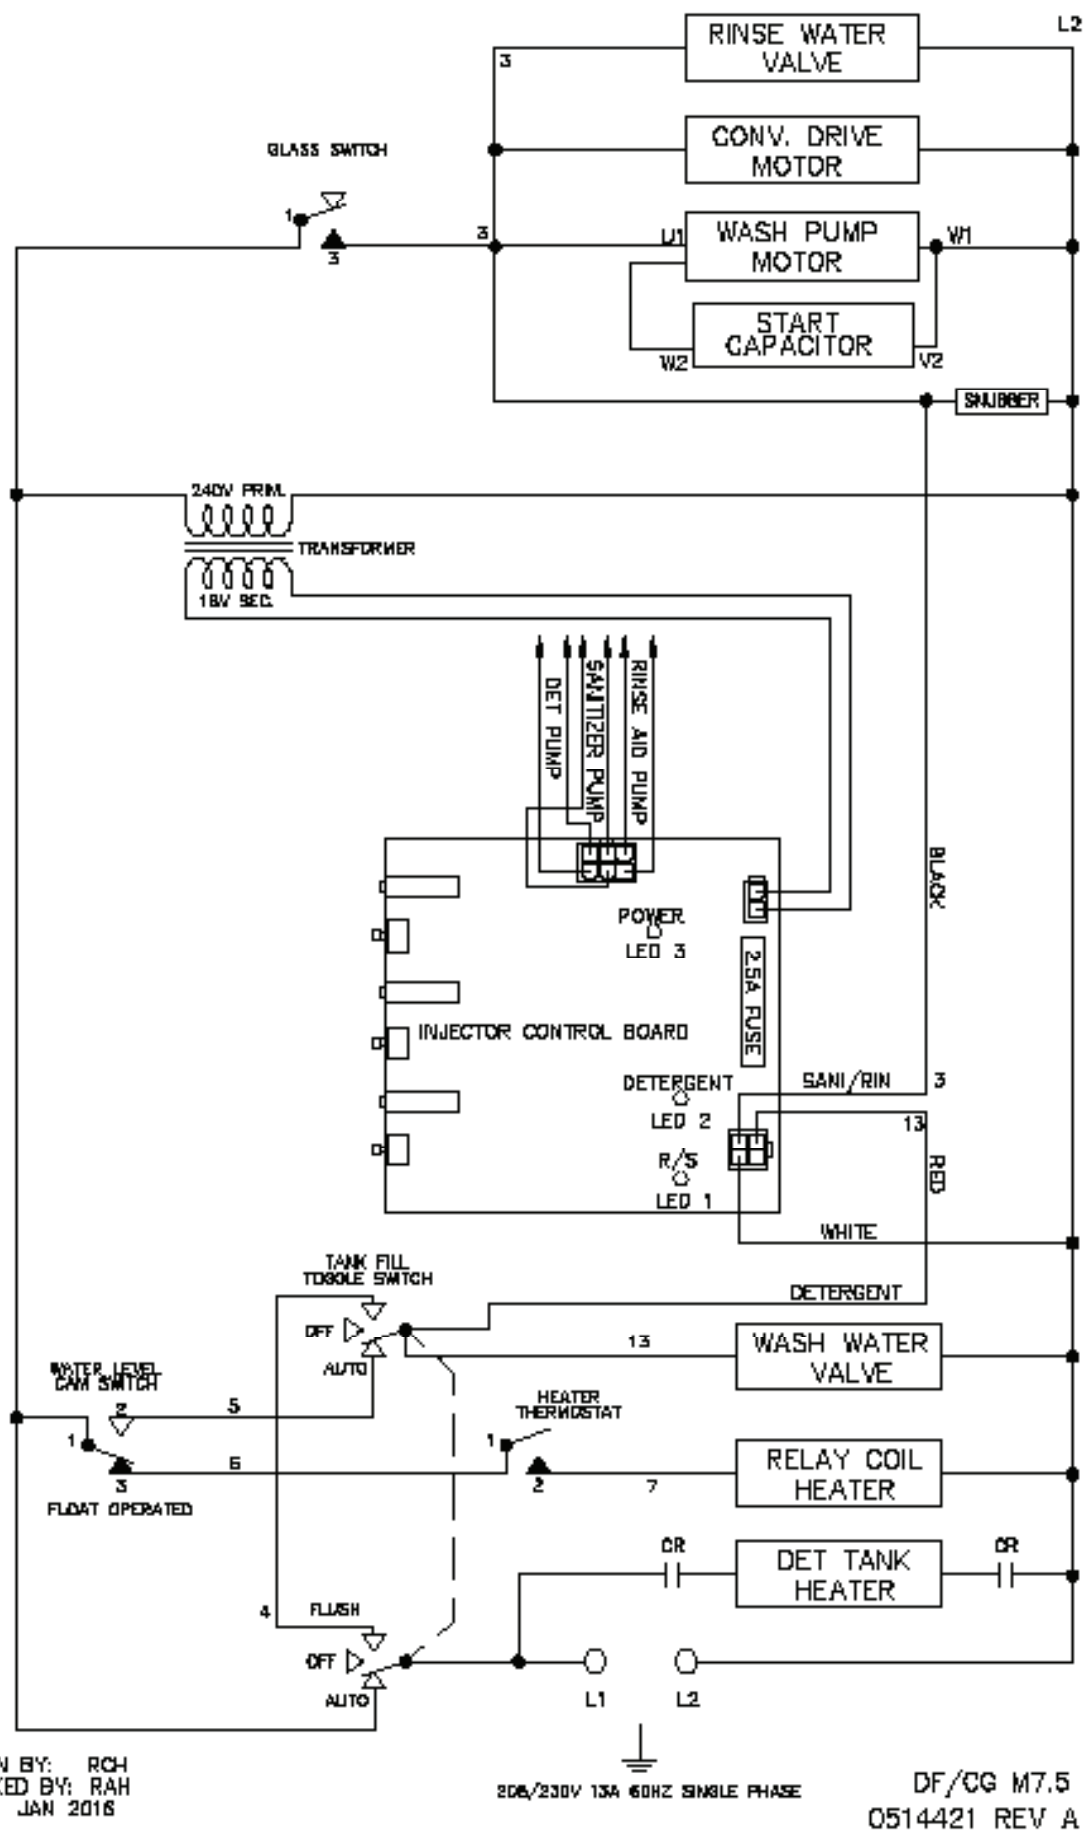 L2
RINSE WATER
VALVE
3
CONV. DRIVE
MOTOR
GLASS SWITCH
1
3
3
U1
WASH PUMP
MOTOR
W1
START
CAPACITOR
W2
V2
SNUBBER
240V PRIM.
TRANSFORMER
DET PUMP
SANITIZER PUMP
RINSE AID PUMP
BLACK
POWER
LED 3
2.5A FUSE
INJECTOR CONTROL BOARD
DETERGENT
LED 2
SANI/RIN
3
13
RED
R/S
LED 1
WHITE
TANK FILL
TOGGLE SWITCH
DETERGENT
OFF
AUTO
13
WASH WATER
VALVE
WATER LEVEL
CAM SWITCH
2
5
1
3
6
FLOAT OPERATED
HEATER
THERMOSTAT
1
2
7
RELAY COIL
HEATER
CR
DET TANK
HEATER
CR
4
FLUSH
OFF
AUTO
L1
L2
N BY: RCH
KED BY: RAH
JAN 2016
208/230V 13A 60HZ SINGLE PHASE
DF/CG M7.5
0514421 REV A